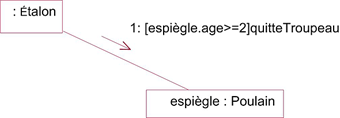 : Étalon
1: [espiègle.age>=2]quitteTroupeau
espiègle : Poulain